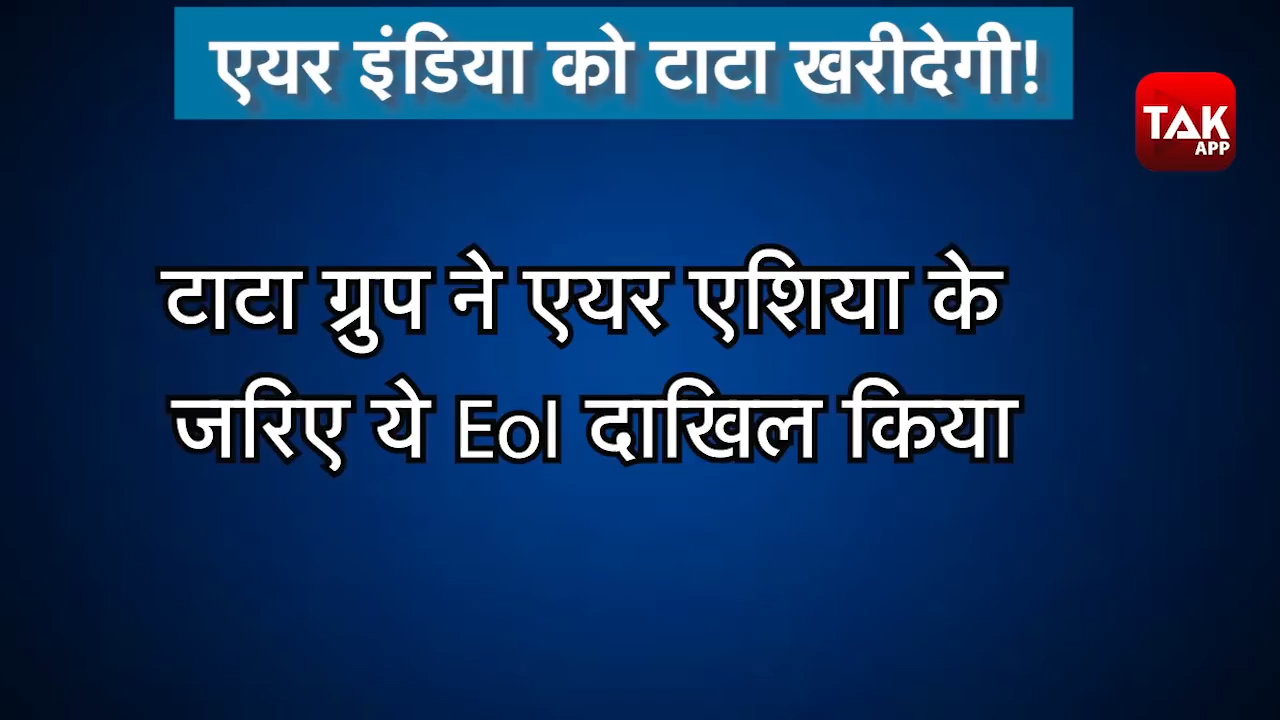 एयर इंडिया को टाटा खरीदेगी!
TAK
APP
टाटा ग्रुप ने एयर एशिया के
जरिए ये EoI दाखिल किया